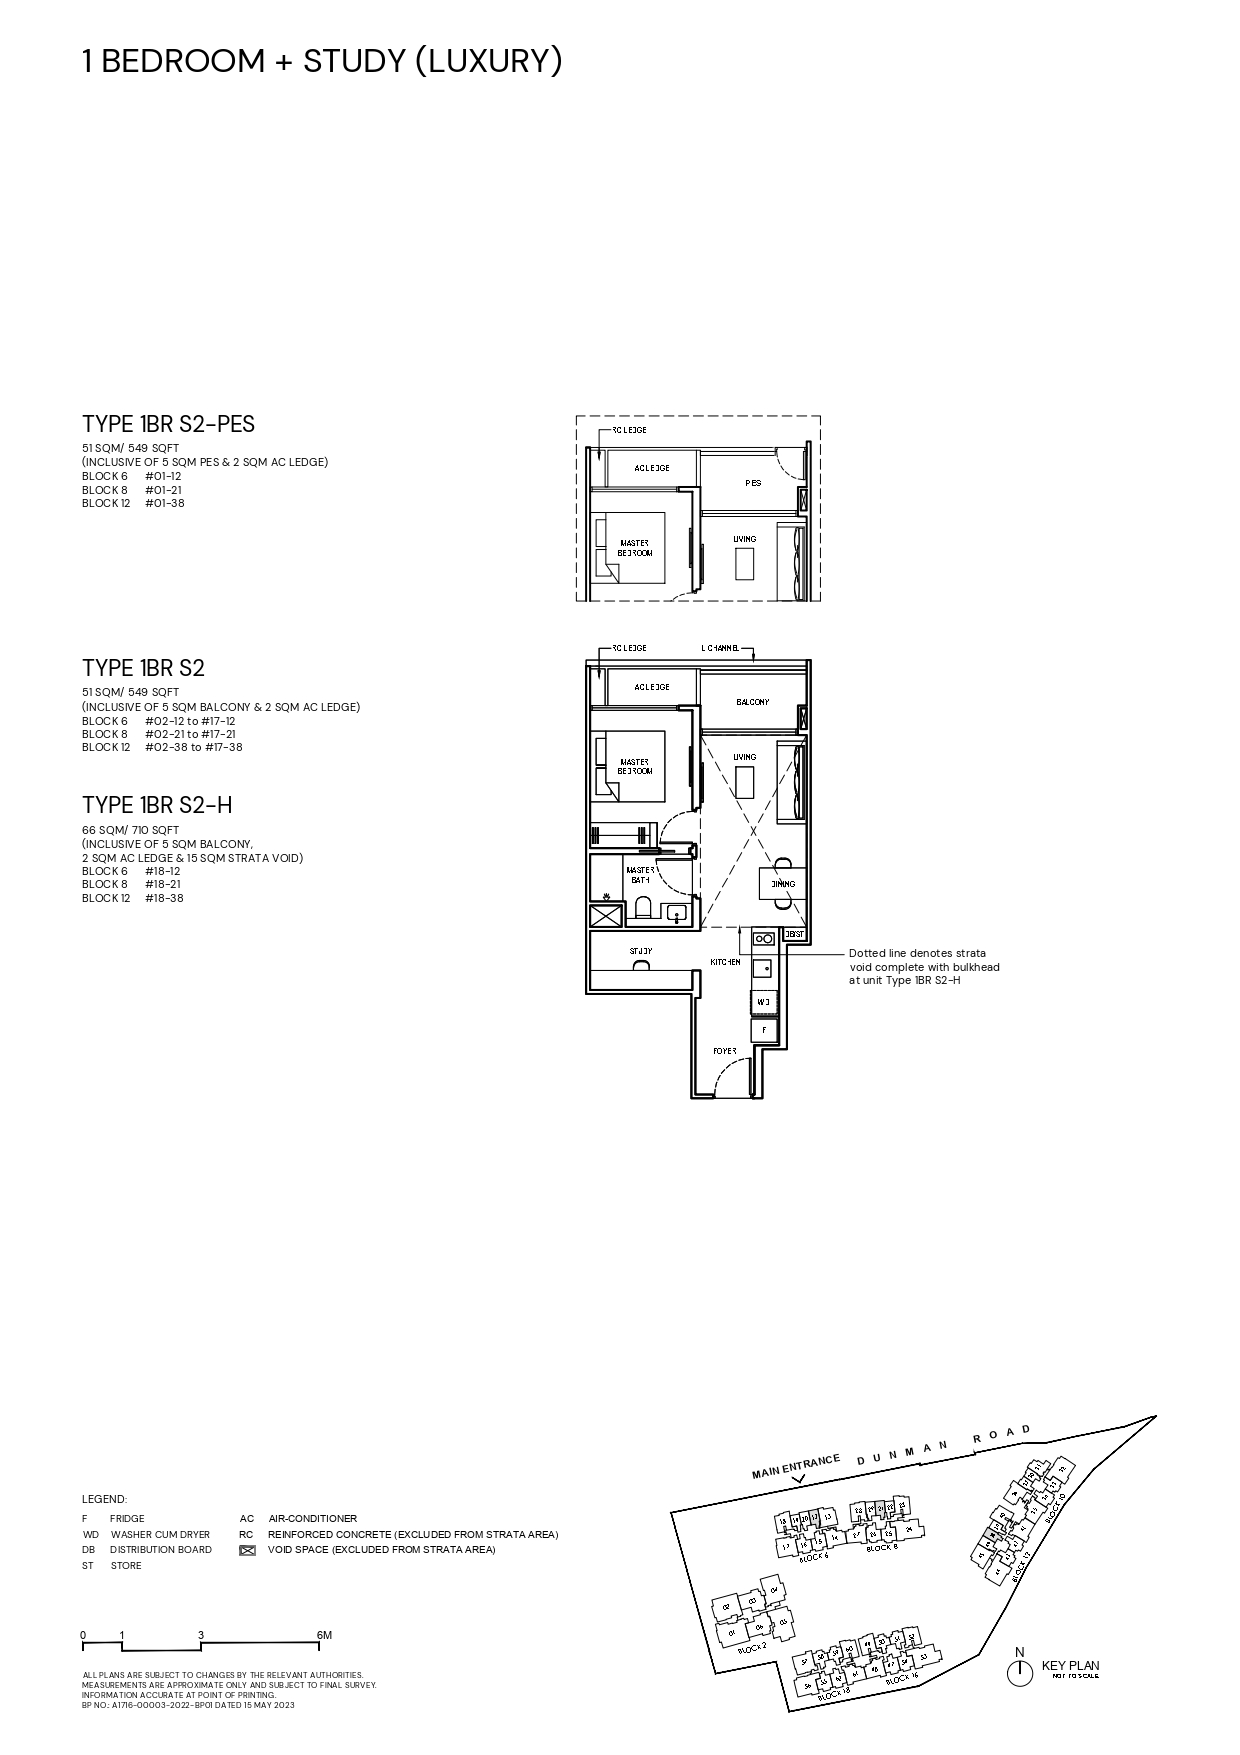 1 BEDROOM + STUDY (LUXURY)
TYPE 1BR S2-PES
51 SQM/ 549 SQFT
(INCLUSIVE OF 5 SQM PES & 2 SQM AC LEDGE)
BLOCK 6 #01-12
BLOCK 8 #01-21
BLOCK 12 #01-38
RC LEDGE
AC LEDGE
PES
MASTER
BEDROOM
LIVING
TYPE 1BR S2
51 SQM/ 549 SQFT
(INCLUSIVE OF 5 SQM BALCONY & 2 SQM AC LEDGE)
BLOCK 6 #02-12 to #17-12
BLOCK 8 #02-21 to #17-21
BLOCK 12 #02-38 to #17-38
TYPE 1BR S2-H
66 SQM/ 710 SQFT
(INCLUSIVE OF 5 SQM BALCONY,
2 SQM AC LEDGE & 15 SQM STRATA VOID)
BLOCK 6 #18-12
BLOCK 8 #18-21
BLOCK 12 #18-38
RC LEDGE
L CHANNEL
AC LEDGE
BALCONY
LIVING
MASTER
BEDROOM
MASTER
BATH
DINING
DB/ST
STUDY
KITCHEN
WD
F
FOYER
Dotted line denotes strata
void complete with bulkhead
at unit Type 1BR S2-H
LEGEND:
F FRIDGE
WD WASHER CUM DRYER
DB DISTRIBUTION BOARD
ST STORE
AC AIR-CONDITIONER
RC REINFORCED CONCRETE (EXCLUDED FROM STRATA AREA)
VOID SPACE (EXCLUDED FROM STRATA AREA)
0 1 3 6M
ALL PLANS ARE SUBJECT TO CHANGES BY THE RELEVANT AUTHORITIES.
MEASUREMENTS ARE APPROXIMATE ONLY AND SUBJECT TO FINAL SURVEY.
INFORMATION ACCURATE AT POINT OF PRINTING.
BP NO.: A1716-00003-2022-BP01 DATED 15 MAY 2023
MAIN ENTRANCE
DUNMAN ROAD
BLOCK 6
BLOCK 8
BLOCK 10
BLOCK 12
BLOCK 2
BLOCK 18
BLOCK 16
N
KEY PLAN
NOT TO SCALE